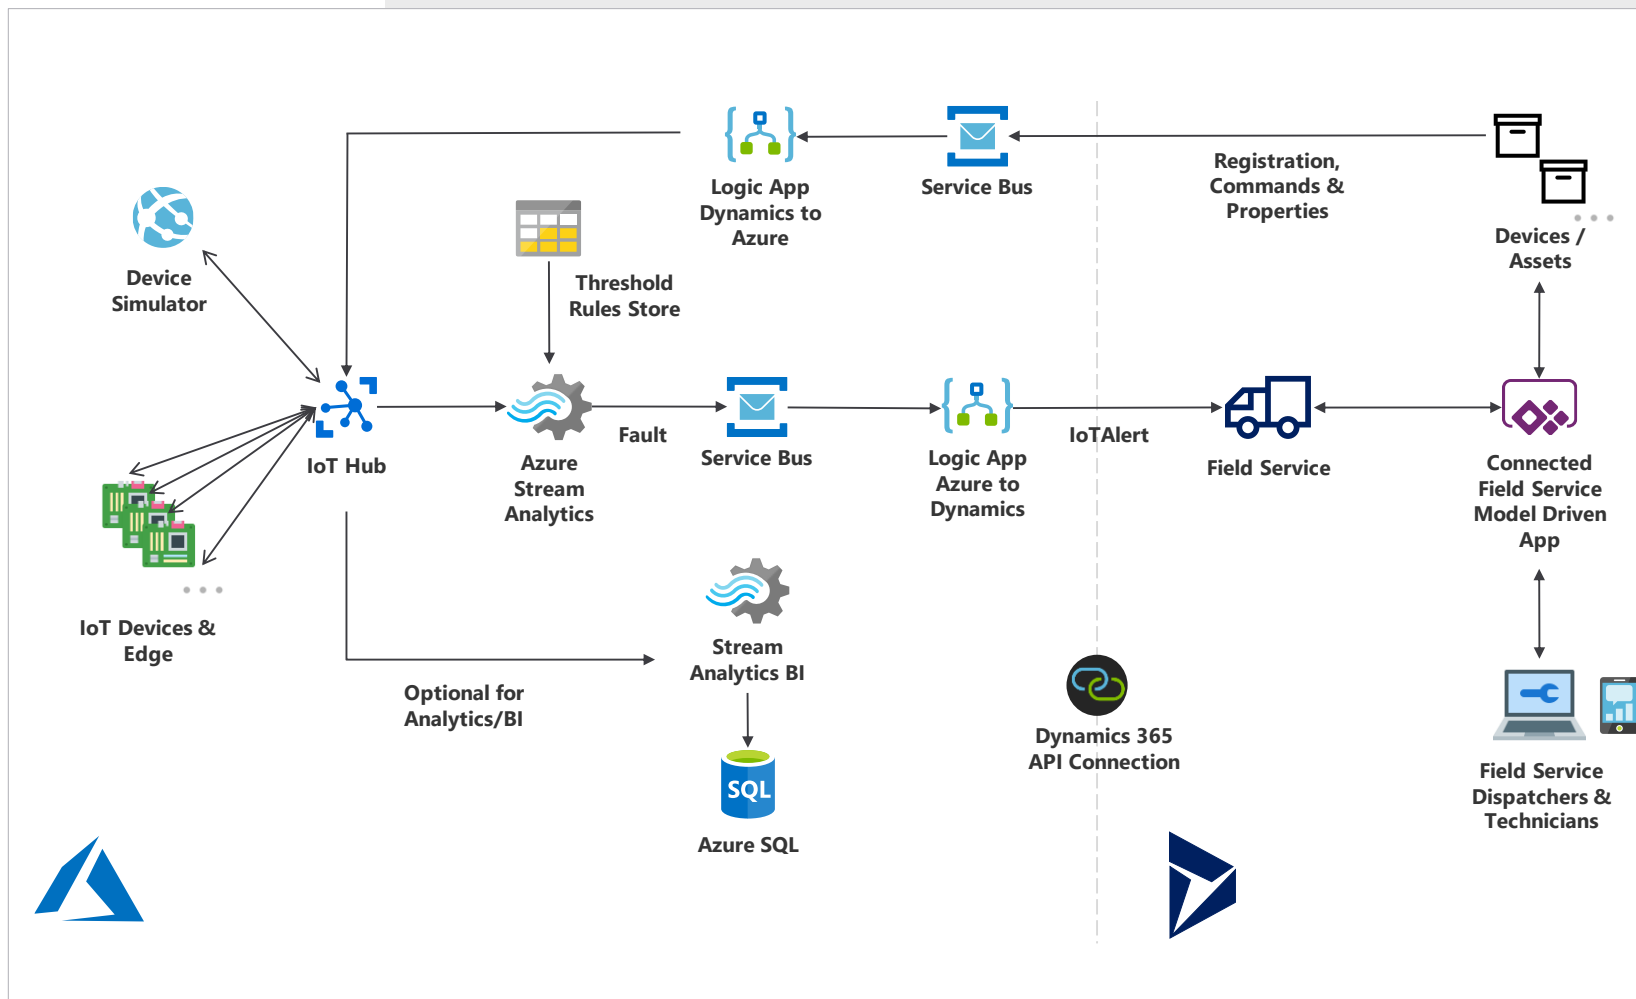 Logic App
Dynamics to
Azure
Service Bus
Registration,
Commands &
Properties
Devices /
Assets
Device
Simulator
Threshold
Rules Store
IoT Hub
Azure
Stream
Analytics
Fault
Service Bus
Logic App
Azure to
Dynamics
IoTAlert
Field Service
Connected
Field Service
Model Driven
App
IoT Devices &
Edge
Optional for
Analytics/BI
Stream
Analytics BI
SQL
Azure SQL
Dynamics 365
API Connection
Field Service
Dispatchers &
Technicians